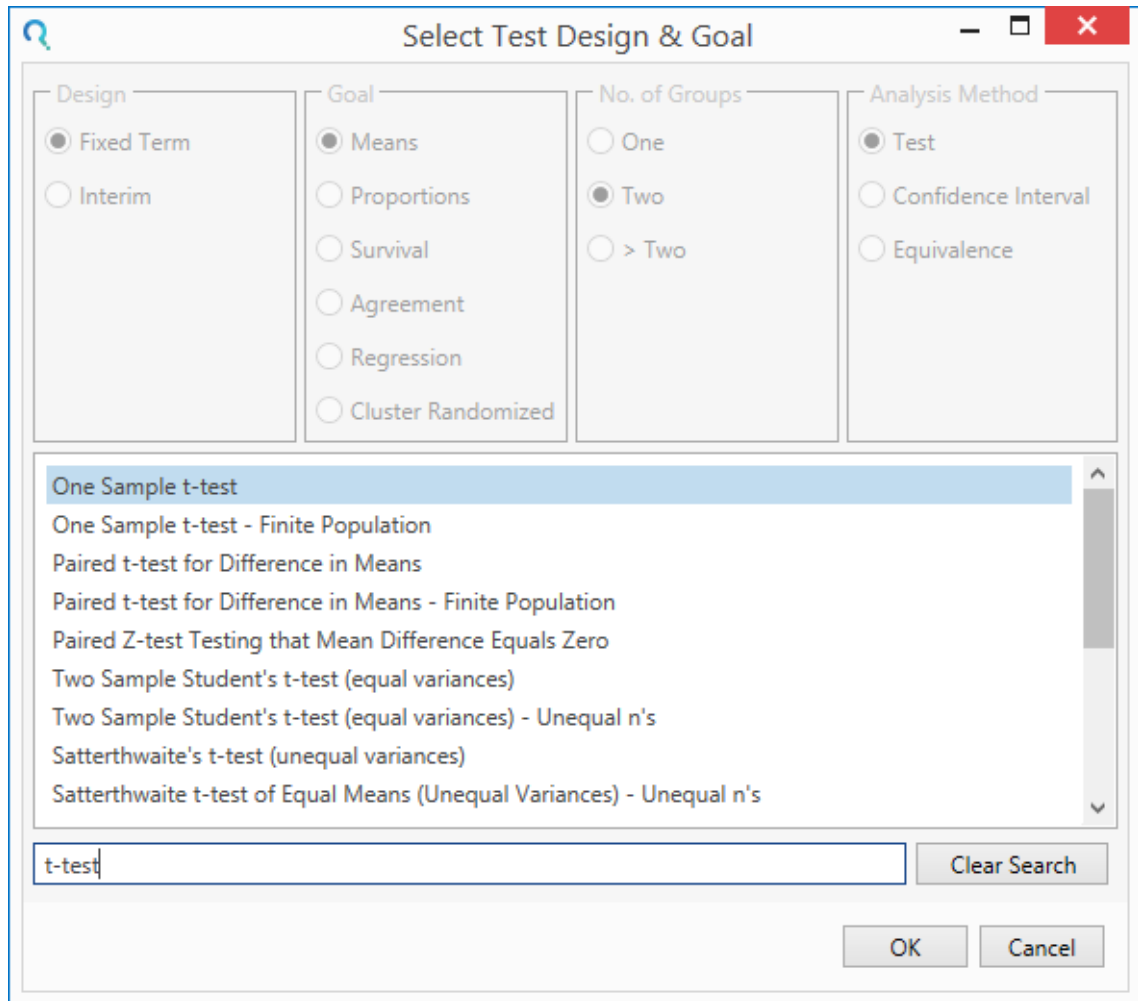 Select Test Design & Goal
Design
Fixed Term
Interim
Goal
Means
Proportions
Survival
Agreement
Regression
Cluster Randomized
No. of Groups
One
Two
> Two
Analysis Method
Test
Confidence Interval
Equivalence
One Sample t-test
One Sample t-test - Finite Population
Paired t-test for Difference in Means
Paired t-test for Difference in Means - Finite Population
Paired Z-test Testing that Mean Difference Equals Zero
Two Sample Student's t-test (equal variances)
Two Sample Student's t-test (equal variances) - Unequal n's
Satterthwaite's t-test (unequal variances)
Satterthwaite t-test of Equal Means (Unequal Variances) - Unequal n's
t-test
Clear Search
OK
Cancel